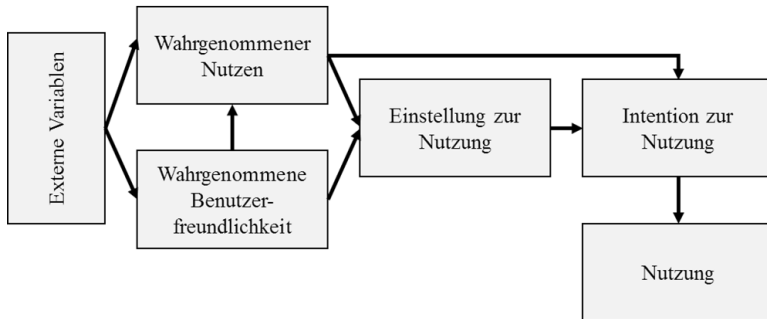 Externe Variablen
Wahrgenommener
Nutzen
Wahrgenommene
Benutzer-
freundlichkeit
Einstellung zur
Nutzung
Intention zur
Nutzung
Nutzung